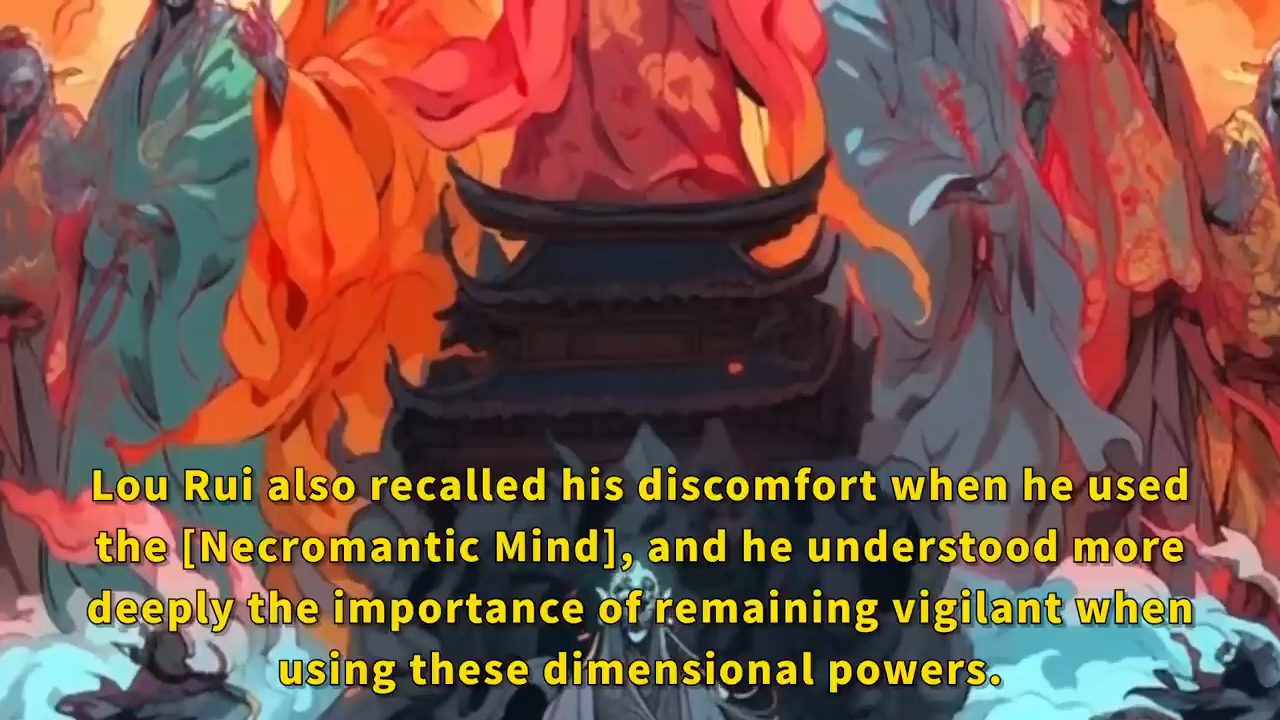 Lou Rui also recalled his discomfort when he used
the [Necromantic Mind], and he understood more
deeply the importance of remaining vigilant when
using these dimensional powers.